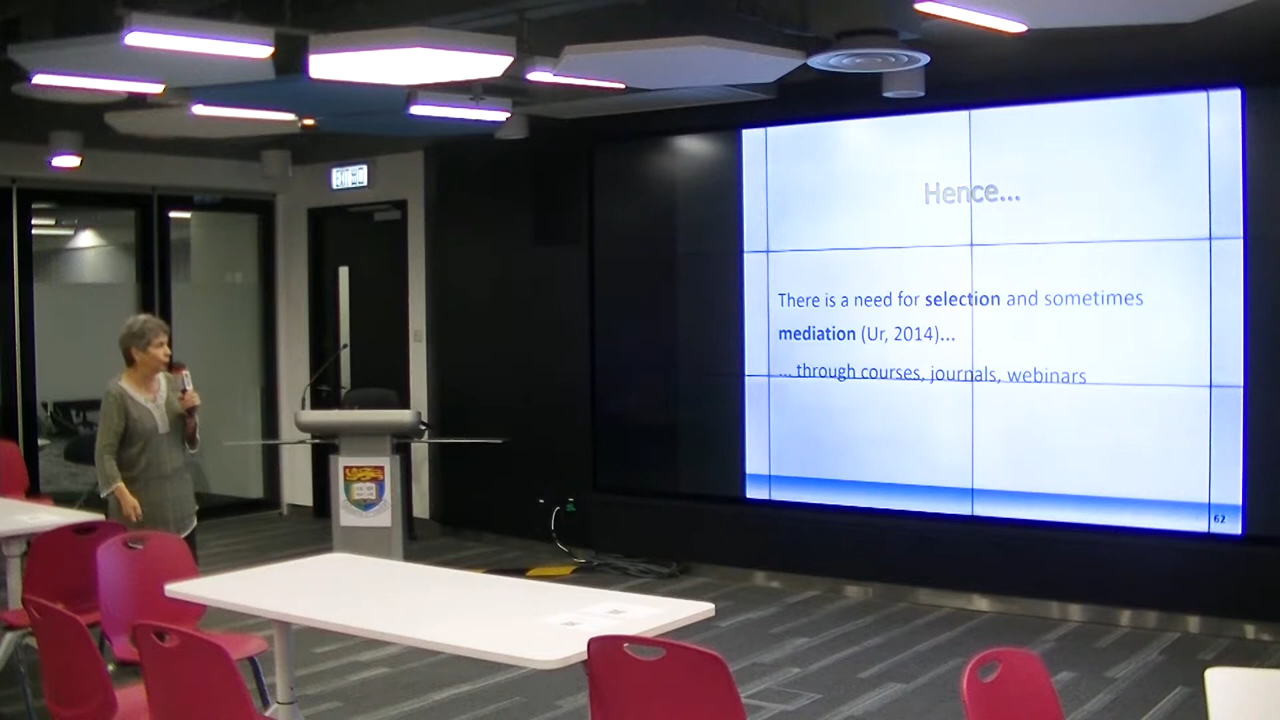 EXIT
Hence...
There is a need for selection and sometimes
mediation (Ur, 2014)...
... through courses, journals, webinars
62